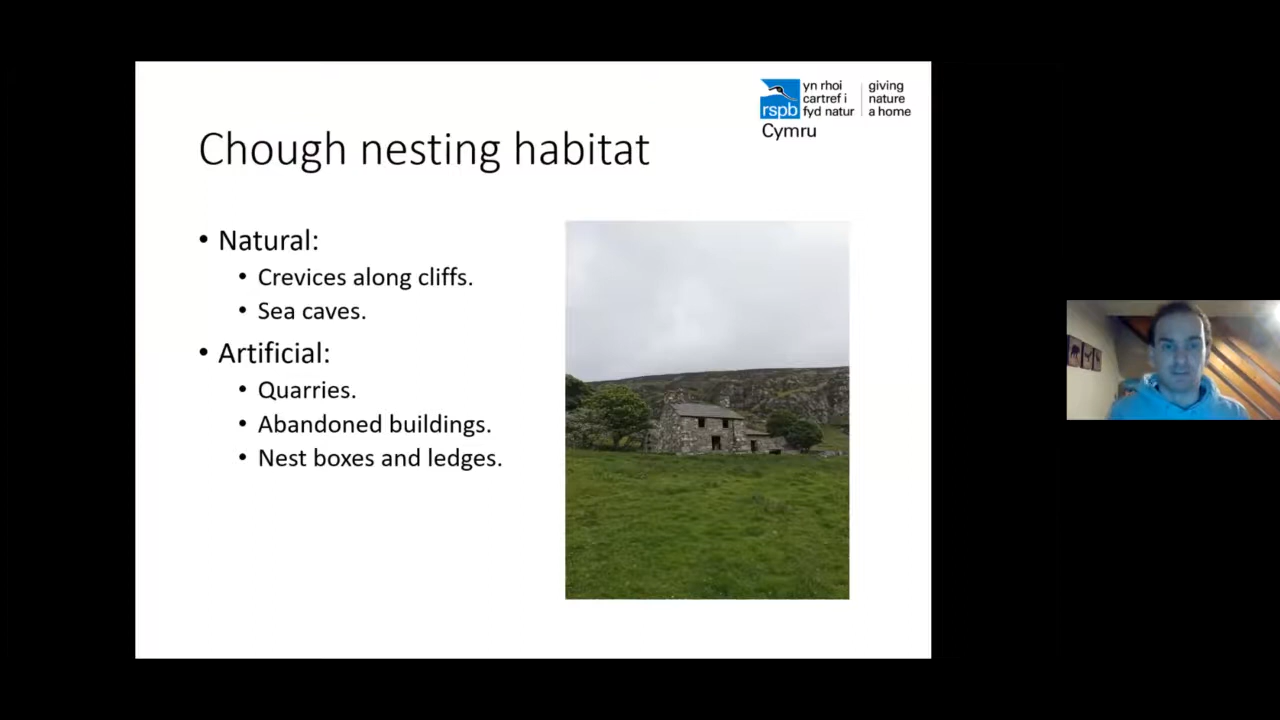 yn rhoi
cartref i
fyd natur
giving
nature
a home
rspb
Cymru
Chough nesting habitat
• Natural:
• Crevices along cliffs.
• Sea caves.
• Artificial:
• Quarries.
• Abandoned buildings.
• Nest boxes and ledges.